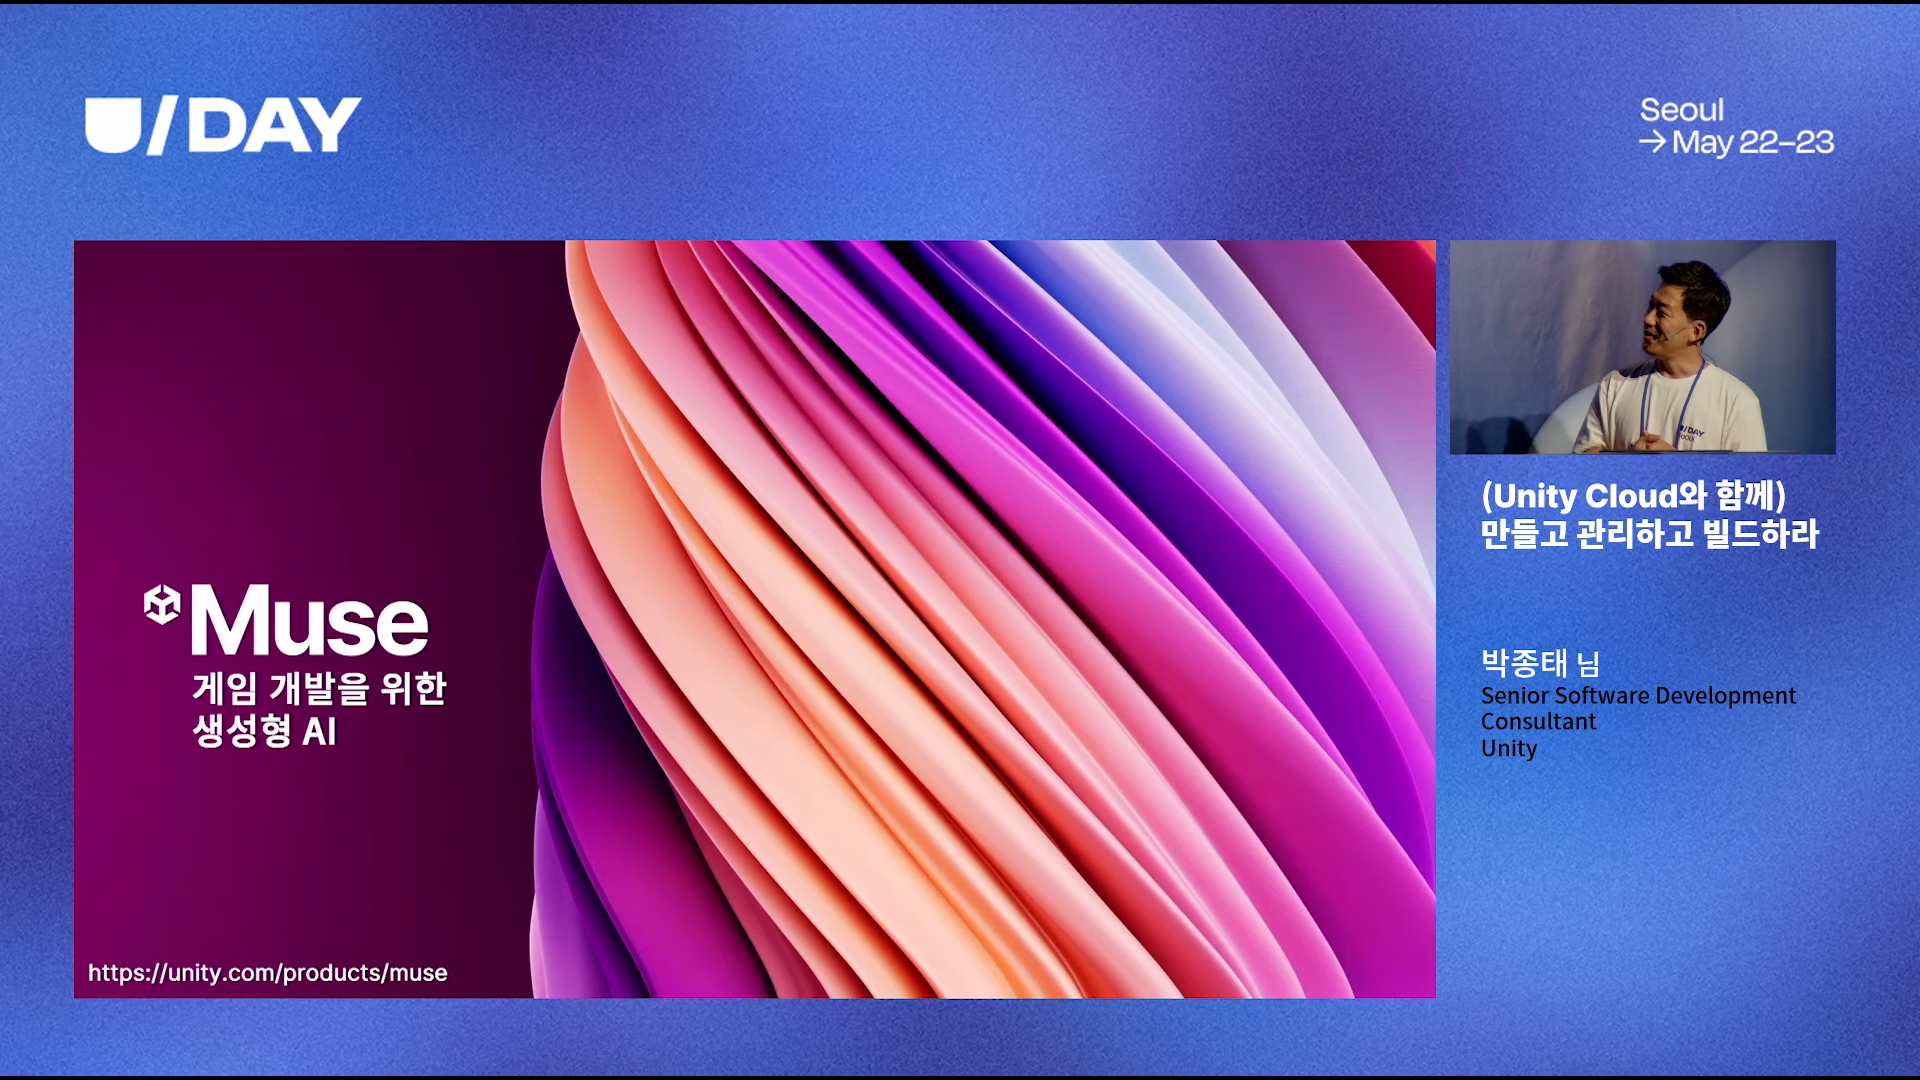 U/DAY
Seoul
→ May 22–23
Muse
게임 개발을 위한
생성형 AI
https://unity.com/products/muse
U/DAY
(Unity Cloud와 함께)
만들고 관리하고 빌드하라
박종태 님
Senior Software Development
Consultant
Unity